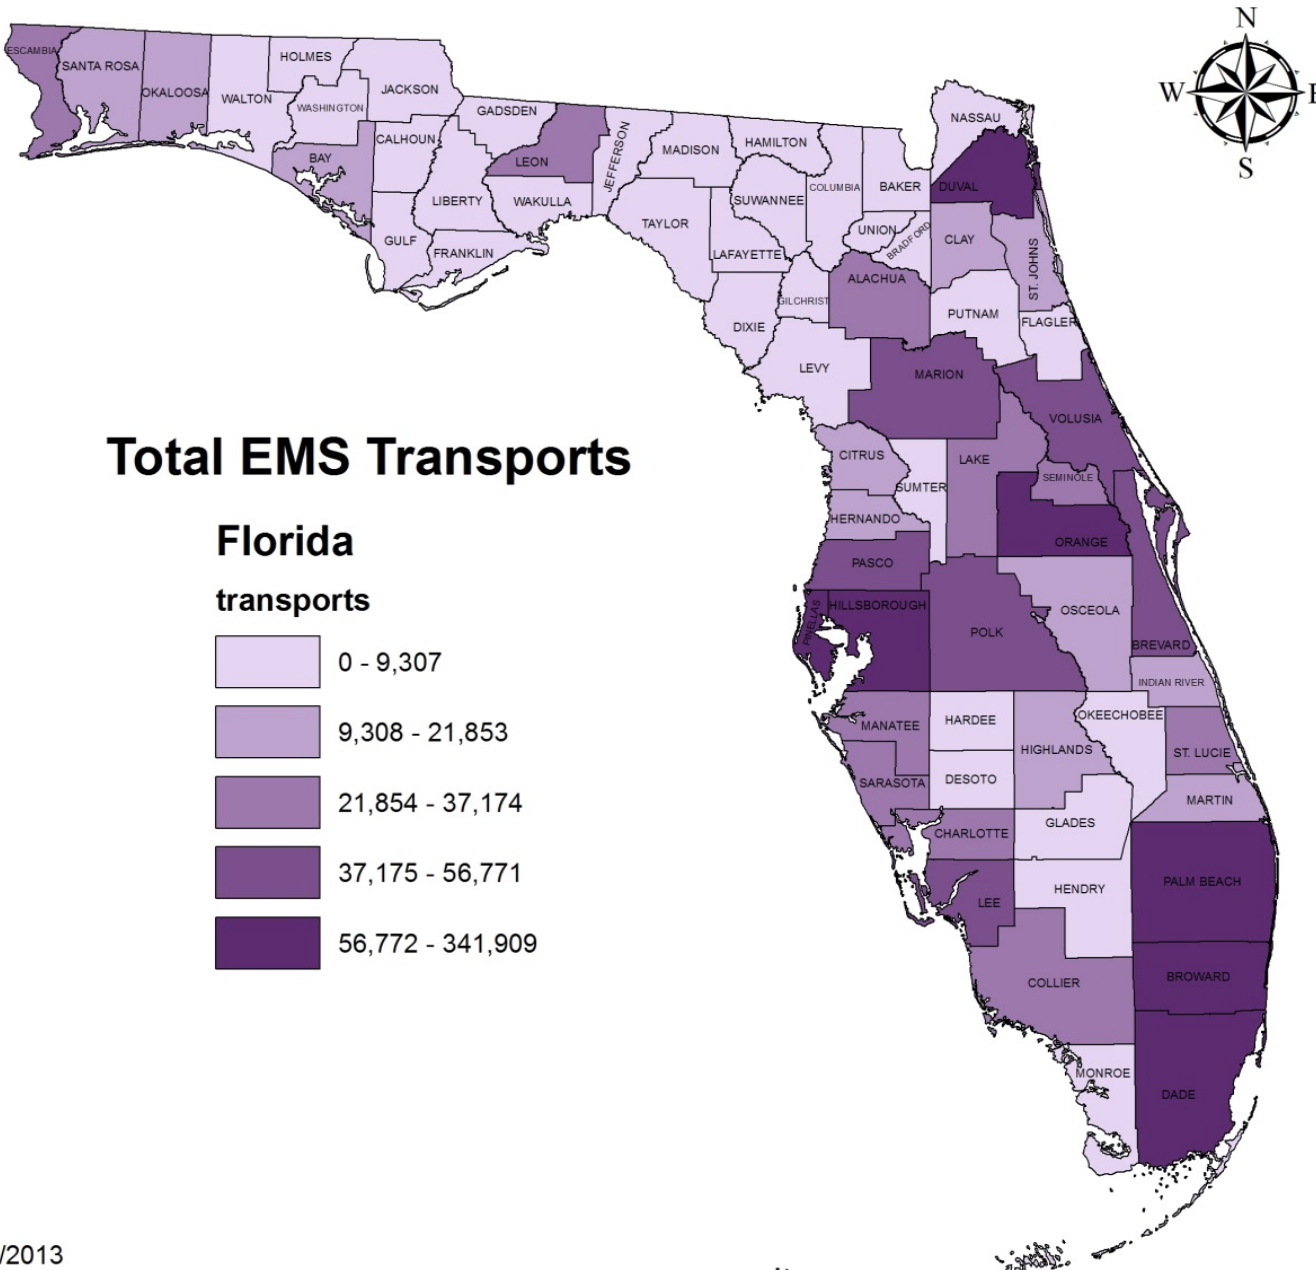 N
W
E
S
ESCAMBIA
SANTA ROSA
OKALOOSA
WALTON
HOLMES
WASHINGTON
JACKSON
BAY
CALHOUN
GULF
GADSDEN
LIBERTY
FRANKLIN
LEON
WAKULLA
JEFFERSON
MADISON
TAYLOR
HAMILTON
SUWANNEE
LAFAYETTE
DIXIE
COLUMBIA
GILCHRIST
LEVY
BAKER
UNION
BRADFORD
ALACHUA
NASSAU
DUVAL
CLAY
ST. JOHNS
PUTNAM
FLAGLER
MARION
VOLUSIA
CITRUS
SUMTER
LAKE
SEMINOLE
HERNANDO
ORANGE
PASCO
PINELLAS
HILLSBOROUGH
POLK
OSCEOLA
BREVARD
INDIAN RIVER
MANATEE
HARDEE
HIGHLANDS
OKEECHOBEE
ST. LUCIE
SARASOTA
DESOTO
MARTIN
CHARLOTTE
GLADES
LEE
HENDRY
PALM BEACH
COLLIER
BROWARD
MONROE
DADE
Total EMS Transports
Florida
transports
0 - 9,307
9,308 - 21,853
21,854 - 37,174
37,175 - 56,771
56,772 - 341,909
/2013